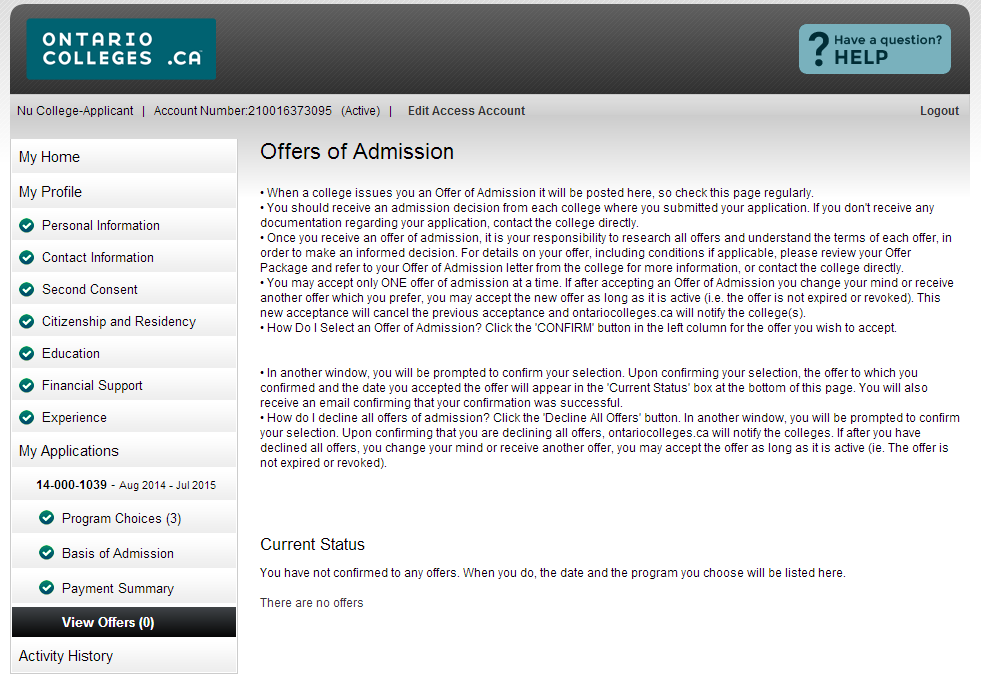 ONTARIO
COLLEGES .CA
Have a question?
HELP
Nu College-Applicant | Account Number:210016373095 (Active) | Edit Access Account
Logout
My Home
My Profile
Personal Information
Contact Information
Second Consent
Citizenship and Residency
Education
Financial Support
Experience
My Applications
14-000-1039 - Aug 2014 - Jul 2015
Program Choices (3)
Basis of Admission
Payment Summary
View Offers (0)
Activity History
Offers of Admission
• When a college issues you an Offer of Admission it will be posted here, so check this page regularly.
• You should receive an admission decision from each college where you submitted your application. If you don't receive any
documentation regarding your application, contact the college directly.
• Once you receive an offer of admission, it is your responsibility to research all offers and understand the terms of each offer, in
order to make an informed decision. For details on your offer, including conditions if applicable, please review your Offer
Package and refer to your Offer of Admission letter from the college for more information, or contact the college directly.
• You may accept only ONE offer of admission at a time. If after accepting an Offer of Admission you change your mind or receive
another offer which you prefer, you may accept the new offer as long as it is active (i.e. the offer is not expired or revoked). This
new acceptance will cancel the previous acceptance and ontariocolleges.ca will notify the college(s).
• How Do I Select an Offer of Admission? Click the 'CONFIRM' button in the left column for the offer you wish to accept.
• In another window, you will be prompted to confirm your selection. Upon confirming your selection, the offer to which you
confirmed and the date you accepted the offer will appear in the 'Current Status' box at the bottom of this page. You will also
receive an email confirming that your confirmation was successful.
• How do I decline all offers of admission? Click the 'Decline All Offers' button. In another window, you will be prompted to confirm
your selection. Upon confirming that you are declining all offers, ontariocolleges.ca will notify the colleges. If after you have
declined all offers, you change your mind or receive another offer, you may accept the offer as long as it is active (ie. The offer is
not expired or revoked).
Current Status
You have not confirmed to any offers. When you do, the date and the program you choose will be listed here.
There are no offers